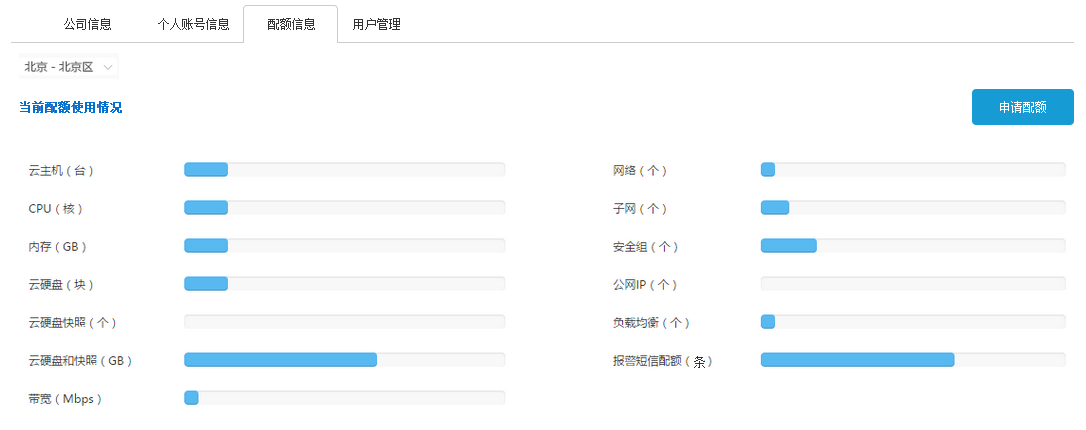 公司信息 个人账号信息 配额信息 用户管理
北京 - 北京区
当前配额使用情况 申请配额
云主机（台） 网络（个）
CPU（核） 子网（个）
内存（GB） 安全组（个）
云硬盘（块） 公网IP（个）
云硬盘快照（个） 负载均衡（个）
云硬盘和快照（GB） 报警短信配额（条）
带宽（Mbps）